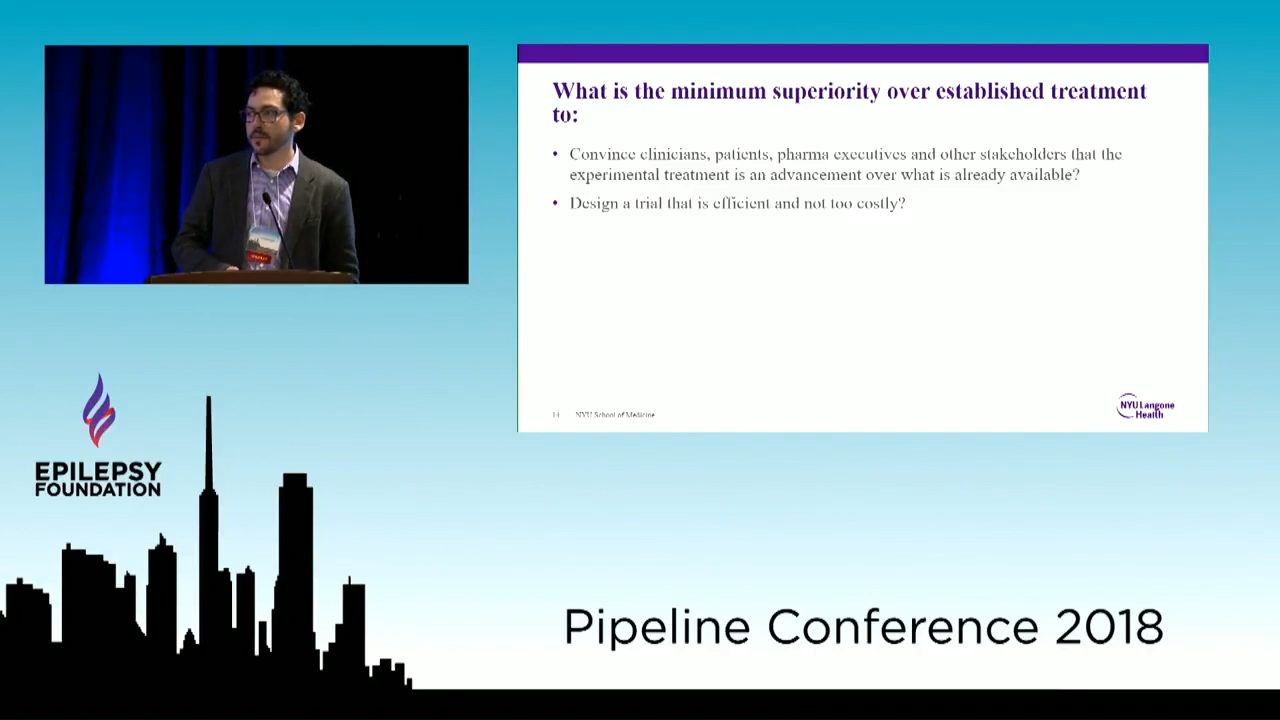 What is the minimum superiority over established treatment
to:
• Convince clinicians, patients, pharma executives and other stakeholders that the
experimental treatment is an advancement over what is already available?
• Design a trial that is efficient and not too costly?
14 NYU School of Medicine
NYU Langone
Health
EPILEPSY
FOUNDATION
Pipeline Conference 2018